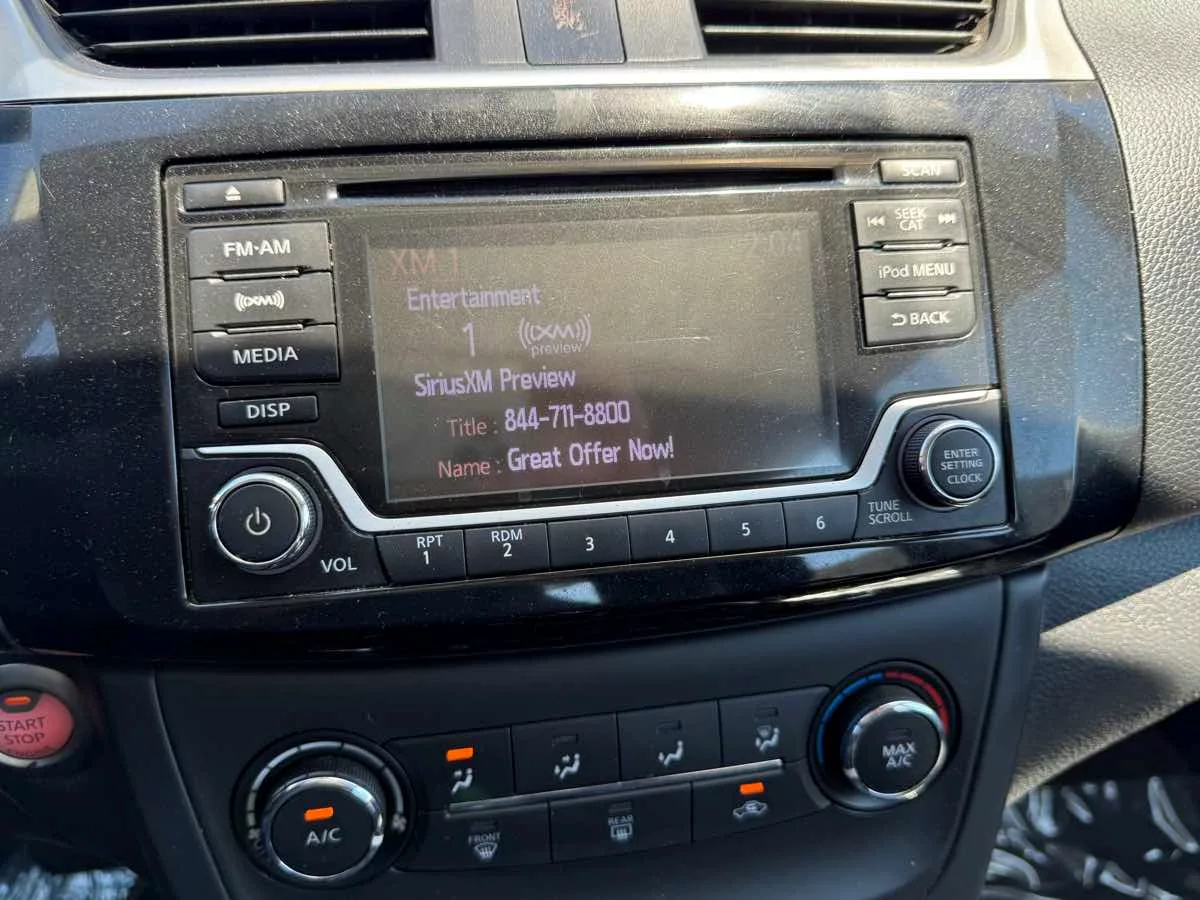 SCAN
FM·AM
SEEK
CAT
XM 1
Entertainment
iPod MENU
((XM))
1
((XM))
preview
BACK
MEDIA
SiriusXM Preview
DISP
Title : 844-711-8800
Name : Great Offer Now!
ENTER
SETTING
CLOCK
TUNE
SCROLL
VOL
RPT
1
RDM
2
3
4
5
6
START
STOP
MAX
A/C
A/C
FRONT
REAR